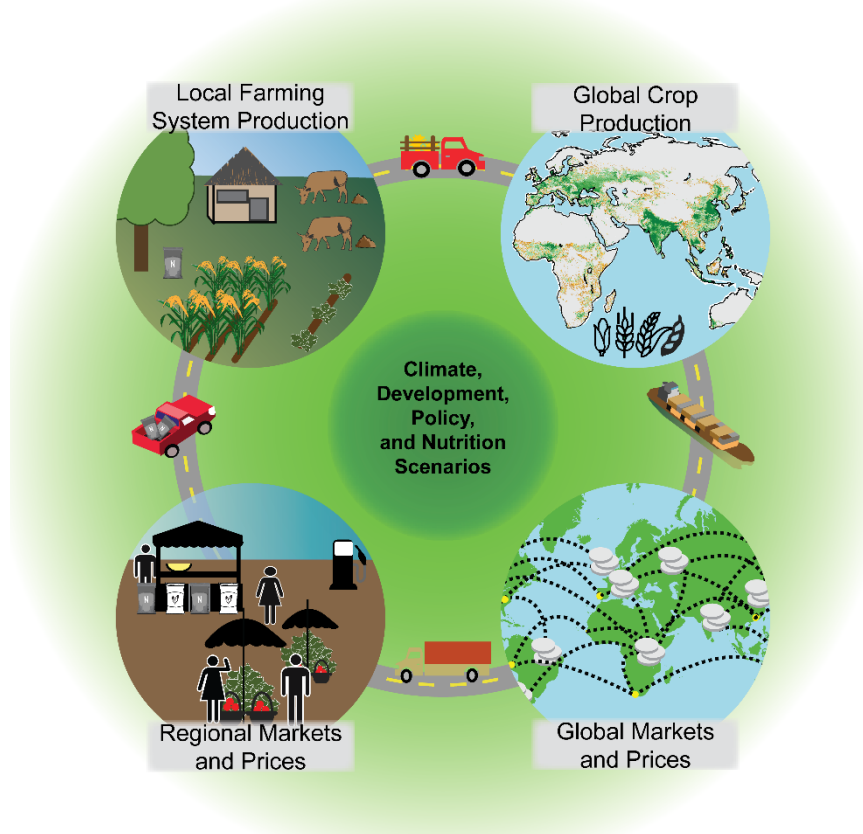 Local Farming
System Production
Global Crop
Production
N
Climate,
Development,
Policy,
and Nutrition
Scenarios
N
N
N
N
Regional Markets
and Prices
Global Markets
and Prices